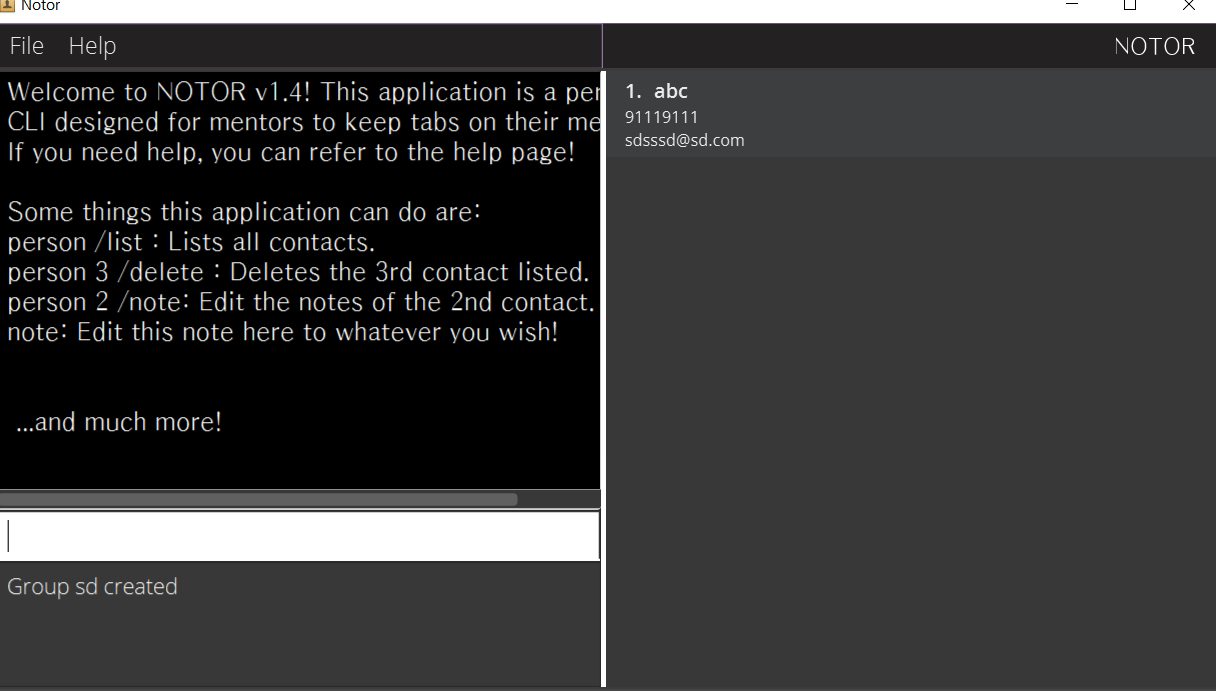 Notor
File Help
NOTOR
Welcome to NOTOR v1.4! This application is a
CLI designed for mentors to keep tabs on their
If you need help, you can refer to the help page!
Some things this application can do are:
person /list : Lists all contacts.
person 3 /delete : Deletes the 3rd contact listed.
person 2 /note: Edit the notes of the 2nd contact.
note: Edit this note here to whatever you wish!
...and much more!
Group sd created
1. abc
91119111
sdsssd@sd.com